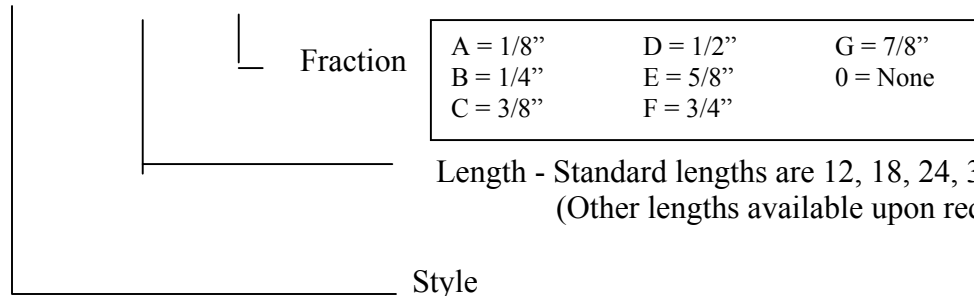 Fraction
A = 1/8” D = 1/2” G = 7/8”
B = 1/4” E = 5/8” 0 = None
C = 3/8” F = 3/4”
Length - Standard lengths are 12, 18, 24,
(Other lengths available upon
Style